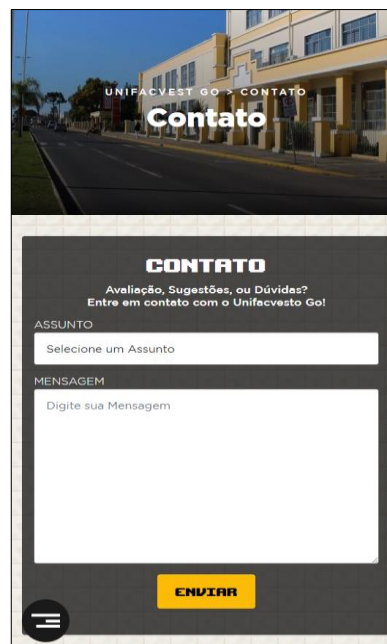 UNIFACVEST GO > CONTATO
Contato
CONTATO
Avaliação, Sugestões, ou Dúvidas?
Entre em contato com o Unifacvesto Go!
ASSUNTO
Selecione um Assunto
MENSAGEM
Digite sua Mensagem
ENVIAR